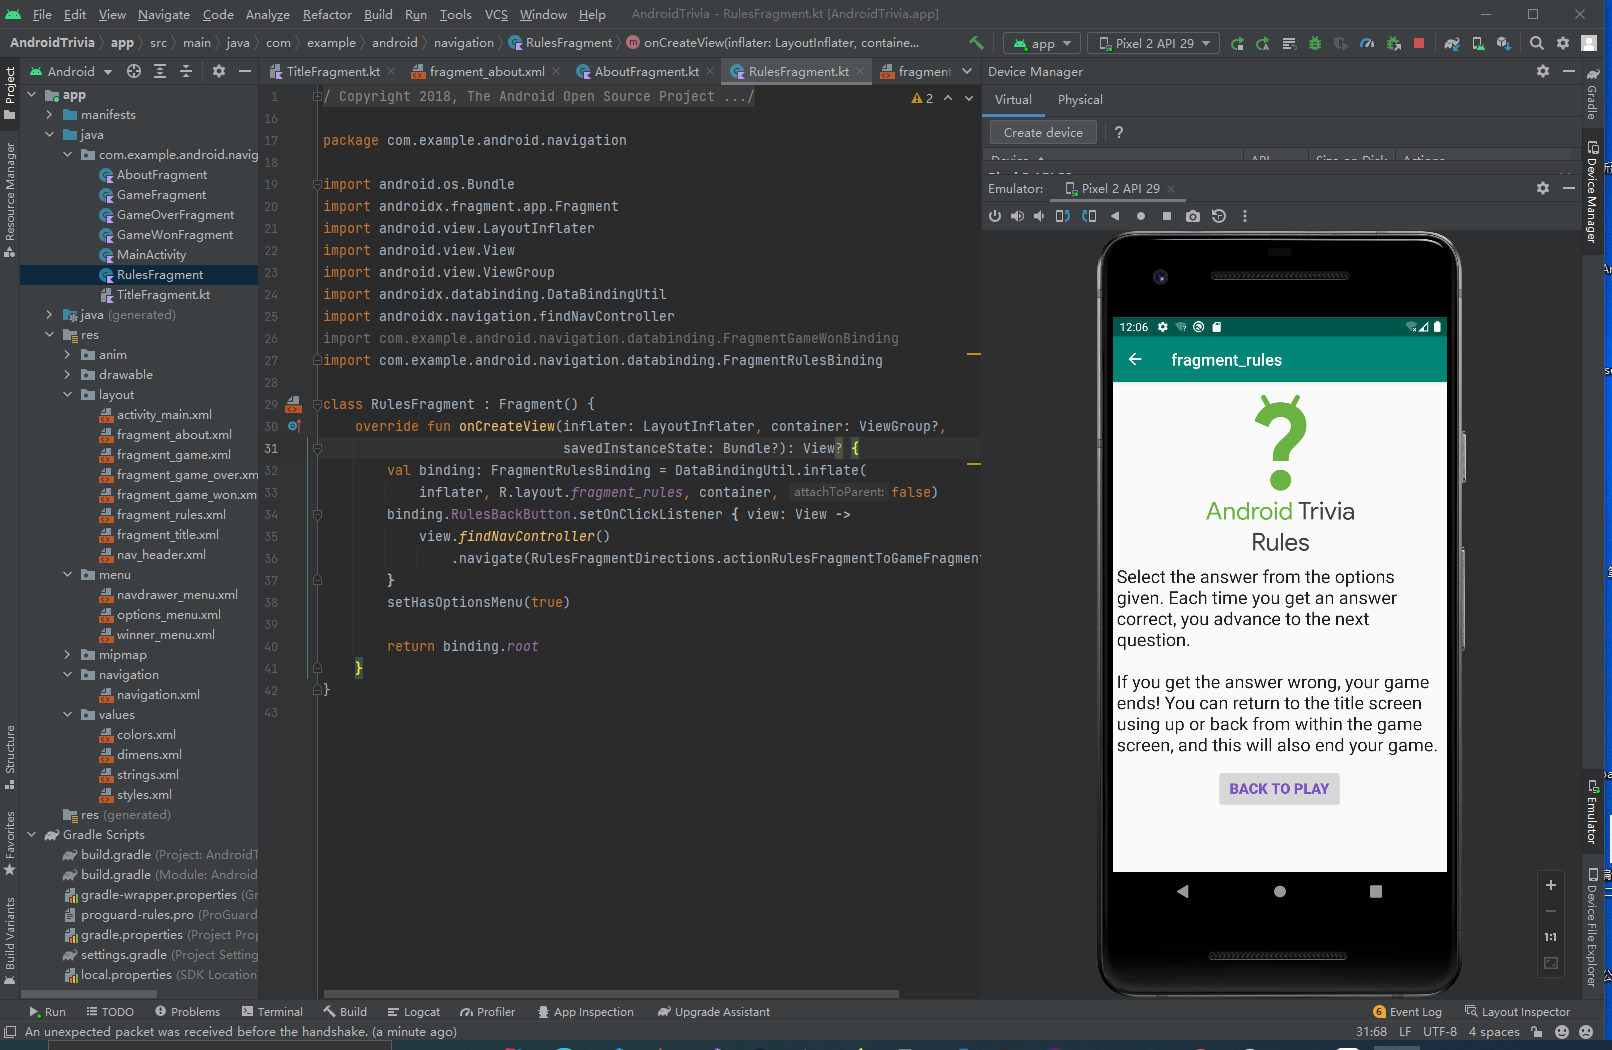 File Edit View Navigate Code Analyze Refactor Build Run Tools VCS Window Help AndroidTrivia - RulesFragment.kt [AndroidTrivia.app]
AndroidTrivia app src main java com example android navigation RulesFragment onCreateView(inflater: LayoutInflater, containe... app Pixel 2 API 29
Project
Resource Manager
Structure
Favorites
Build Variants
Android
app
manifests
java
com.example.android.navig
AboutFragment
GameFragment
GameOverFragment
GameWonFragment
MainActivity
RulesFragment
TitleFragment.kt
java (generated)
res
anim
drawable
layout
activity_main.xml
fragment_about.xml
fragment_game.xml
fragment_game_over.xm
fragment_game_won.xm
fragment_rules.xml
fragment_title.xml
nav_header.xml
menu
navdrawer_menu.xml
options_menu.xml
winner_menu.xml
mipmap
navigation
navigation.xml
values
colors.xml
dimens.xml
strings.xml
styles.xml
res (generated)
Gradle Scripts
build.gradle (Project: AndroidT
build.gradle (Module: Android
gradle-wrapper.properties (Gr
proguard-rules.pro (ProGuard
gradle.properties (Project Prop
settings.gradle (Project Setting
local.properties (SDK Location
TitleFragment.kt fragment_about.xml AboutFragment.kt RulesFragment.kt fragment
1 / Copyright 2018, The Android Open Source Project .../ 2
16
17 package com.example.android.navigation
18
19 import android.os.Bundle
20 import androidx.fragment.app.Fragment
21 import android.view.LayoutInflater
22 import android.view.View
23 import android.view.ViewGroup
24 import androidx.databinding.DataBindingUtil
25 import androidx.navigation.findNavController
26 import com.example.android.navigation.databinding.FragmentGameWonBinding
27 import com.example.android.navigation.databinding.FragmentRulesBinding
28
29 class RulesFragment : Fragment() {
30 override fun onCreateView(inflater: LayoutInflater, container: ViewGroup?,
31 savedInstanceState: Bundle?): View? {
32 val binding: FragmentRulesBinding = DataBindingUtil.inflate(
33 inflater, R.layout.fragment_rules, container, attachToParent: false)
34 binding.RulesBackButton.setOnClickListener { view: View ->
35 view.findNavController()
36 .navigate(RulesFragmentDirections.actionRulesFragmentToGameFragment
37 }
38 setHasOptionsMenu(true)
39
40 return binding.root
41 }
42 }
43
Device Manager
Virtual Physical
Create device ?
Device API Size on Disk Actions
Emulator: Pixel 2 API 29
12:06
fragment_rules
Android Trivia
Rules
Select the answer from the options
given. Each time you get an answer
correct, you advance to the next
question.
If you get the answer wrong, your game
ends! You can return to the title screen
using up or back from within the game
screen, and this will also end your game.
BACK TO PLAY
1:1
Gradle
Device Manager
Emulator
Device File Explorer
Run TODO Problems Terminal Build Logcat Profiler App Inspection Upgrade Assistant 6 Event Log Layout Inspector
An unexpected packet was received before the handshake. (a minute ago) 31:68 LF UTF-8 4 spaces